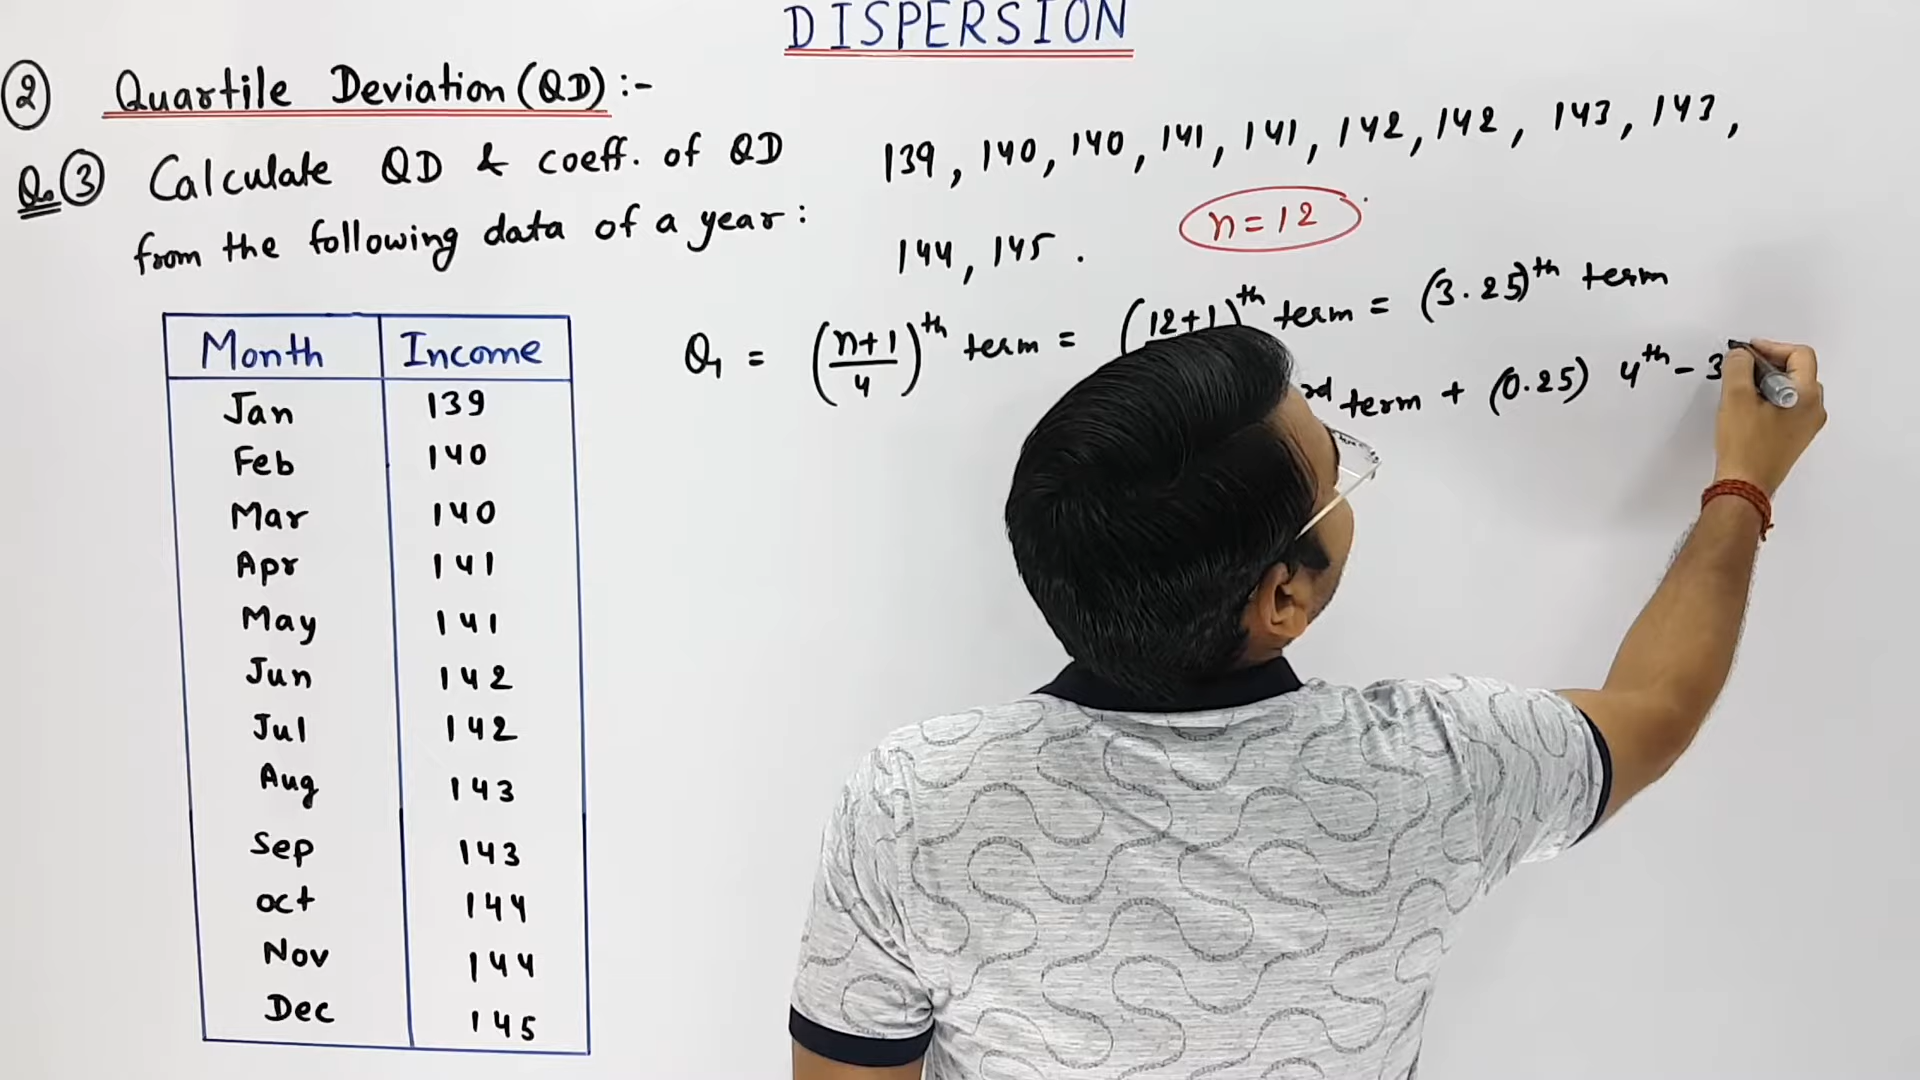 DISPERSION
② Quartile Deviation (QD) :-
Q. ③ Calculate QD & coeff. of QD
from the following data of a year :
Month Income
Jan 139
Feb 140
Mar 140
Apr 141
May 141
Jun 142
Jul 142
Aug 143
Sep 143
oct 144
Nov 144
Dec 145
139, 140, 140, 141, 141, 142, 142, 143, 143,
144, 145 .
n = 12
Q₁ = (n+1/4)ᵗʰ term = (12+1)ᵗʰ term = (3.25)ᵗʰ term
rd term + (0.25) 4ᵗʰ - 3